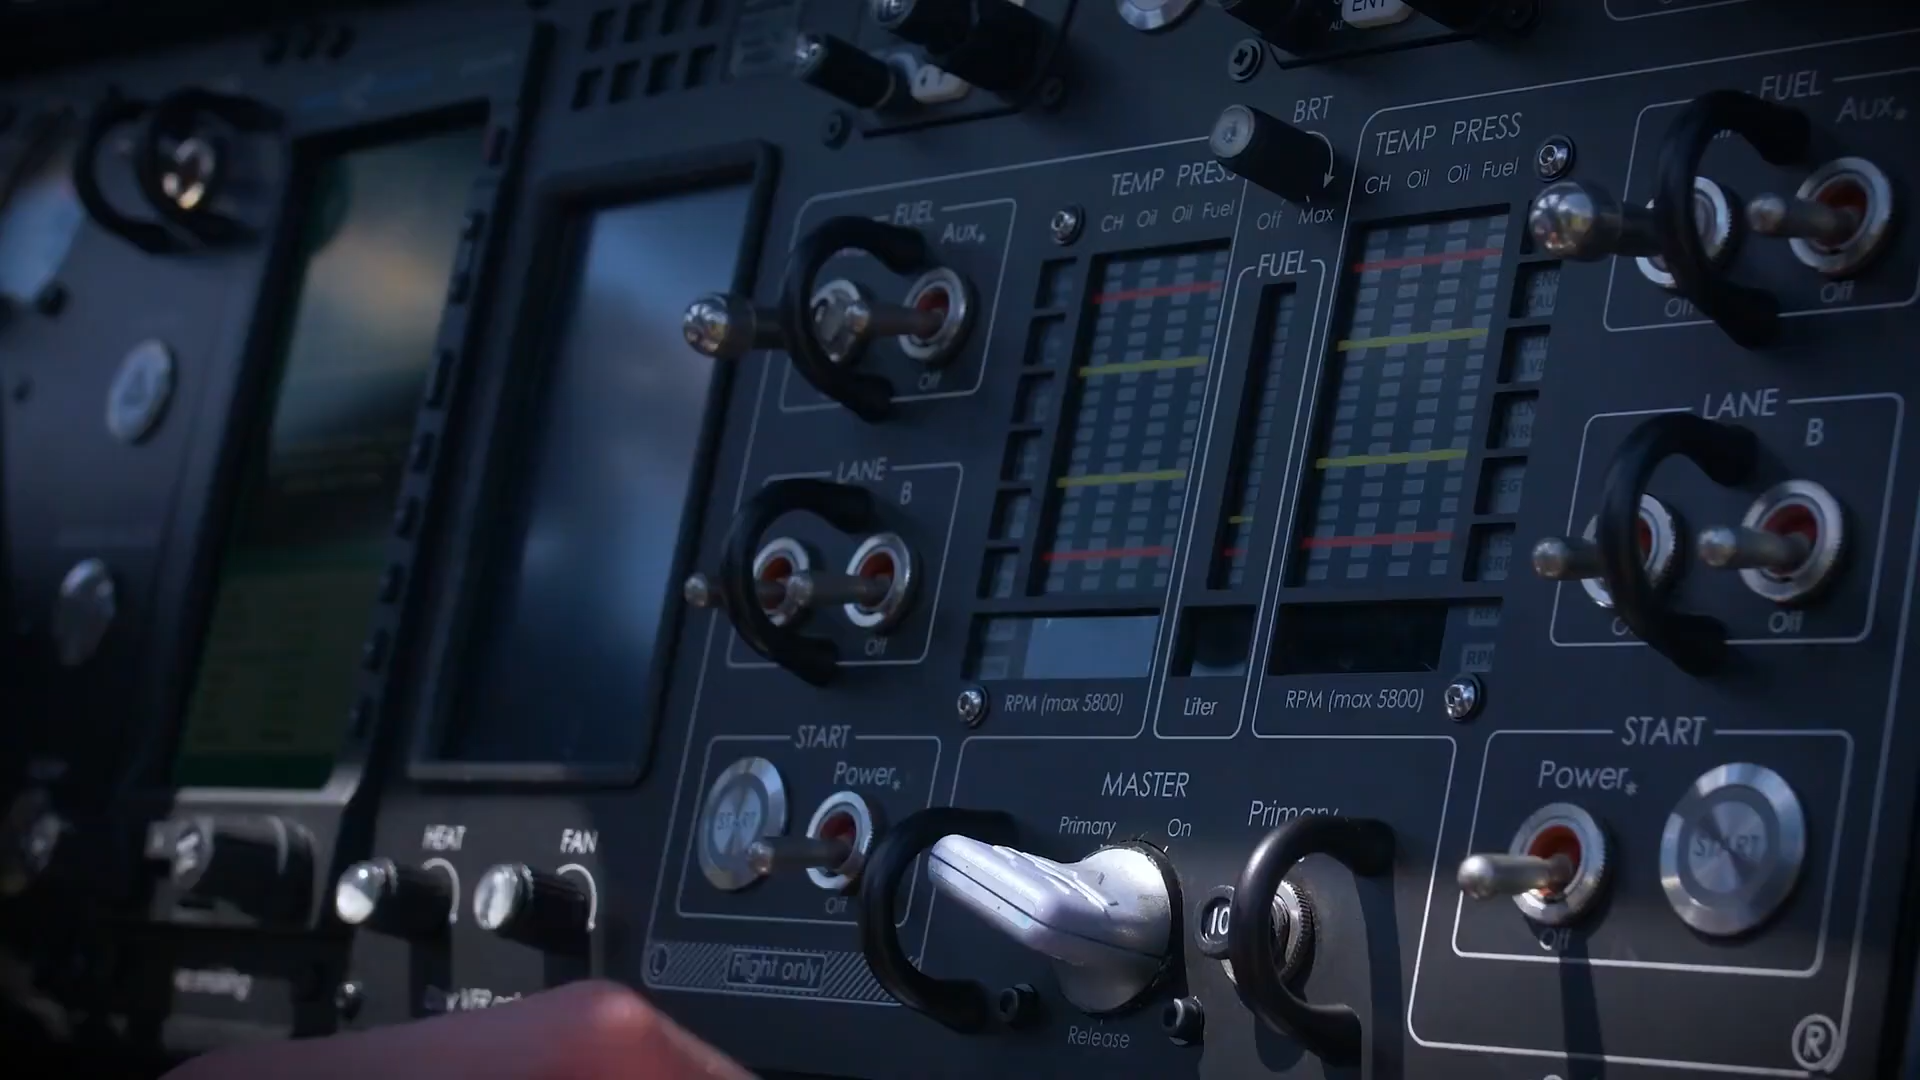 ENT
BRT
Off Max
FUEL
Aux.
Off
TEMP PRESS
CH Oil Oil Fuel
FUEL
TEMP PRESS
CH Oil Oil Fuel
FUEL
Aux.
Off
LANE
B
Off
LANE
B
Off
RPM (max 5800)
Liter
RPM (max 5800)
START
Power*
START
Off
MASTER
Primary On
Primary
10
Release
START
Power*
START
Off
HEAT
FAN
L
Flight only
R